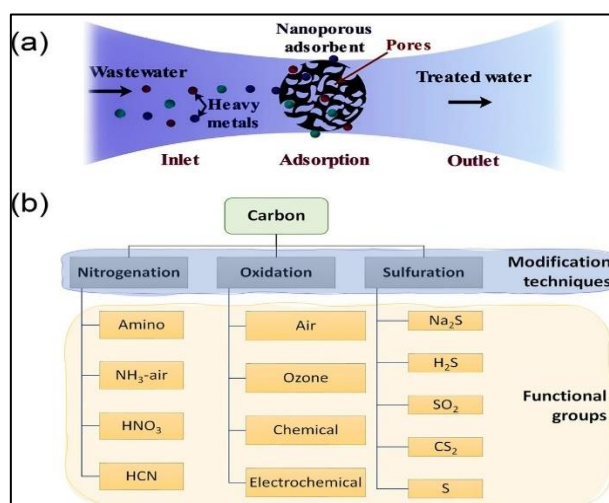 (a)
Nanoporous
adsorbent
Pores
Wastewater
Heavy
metals
Treated water
Inlet
Adsorption
Outlet
(b)
Carbon
Nitrogenation
Oxidation
Sulfuration
Modification
techniques
Amino
NH₃-air
HNO₃
HCN
Air
Ozone
Chemical
Electrochemical
Na₂S
H₂S
SO₂
CS₂
S
Functional
groups